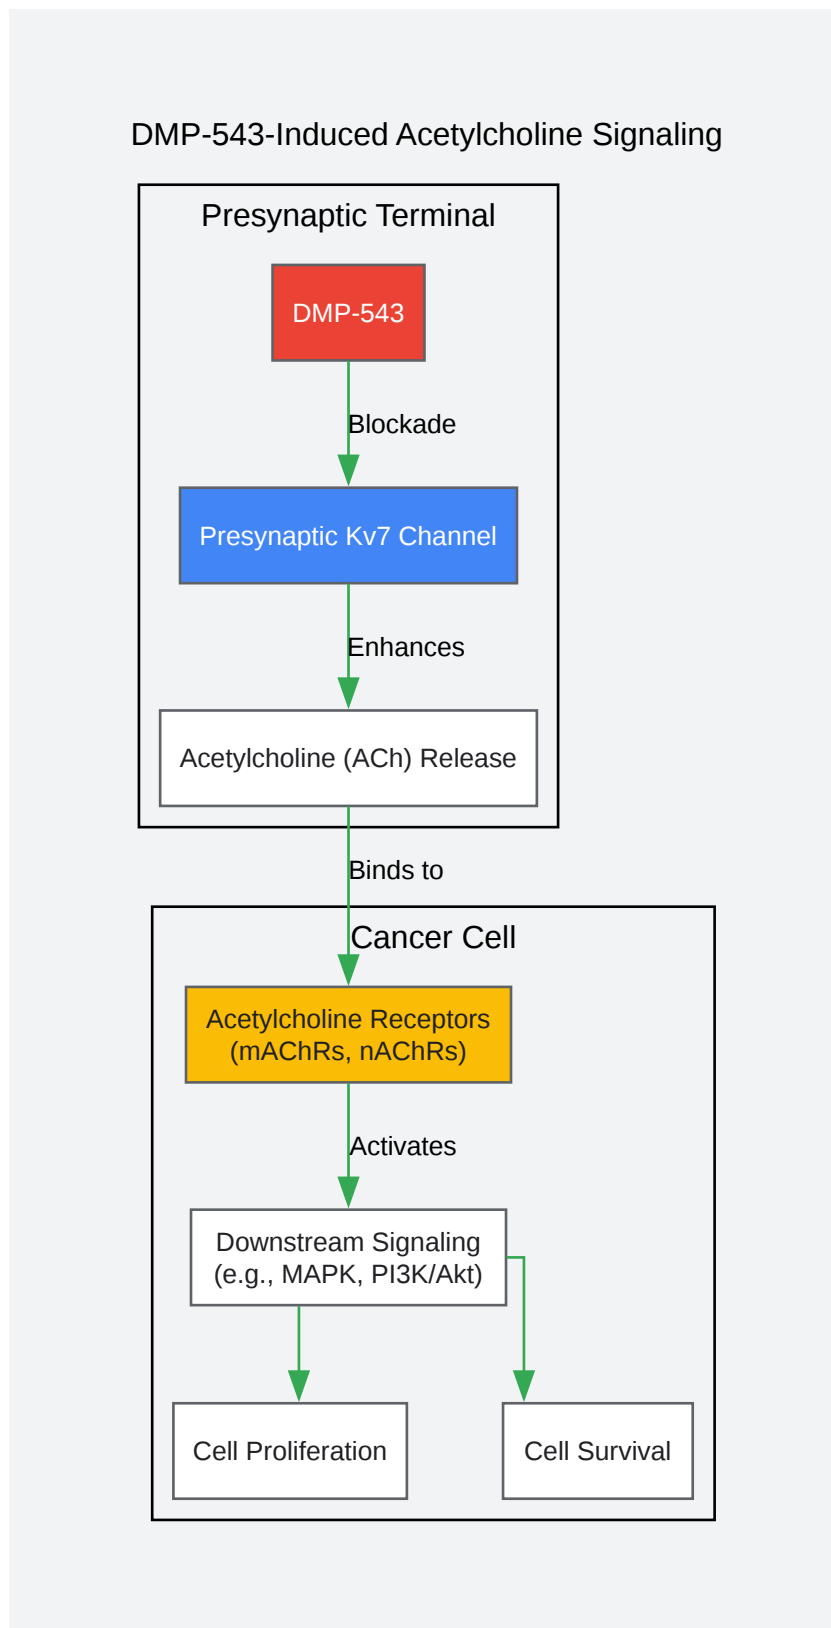 DMP-543-Induced Acetylcholine Signaling
Presynaptic Terminal
DMP-543
Blockade
Presynaptic Kv7 Channel
Enhances
Acetylcholine (ACh) Release
Binds to
Cancer Cell
Acetylcholine Receptors
(mAChRs, nAChRs)
Activates
Downstream Signaling
(e.g., MAPK, PI3K/Akt)
Cell Proliferation
Cell Survival